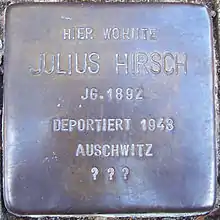 HIER WOHNTE
JULIUS HIRSCH
JG. 1892
DEPORTIERT 1943
AUSCHWITZ
? ? ?